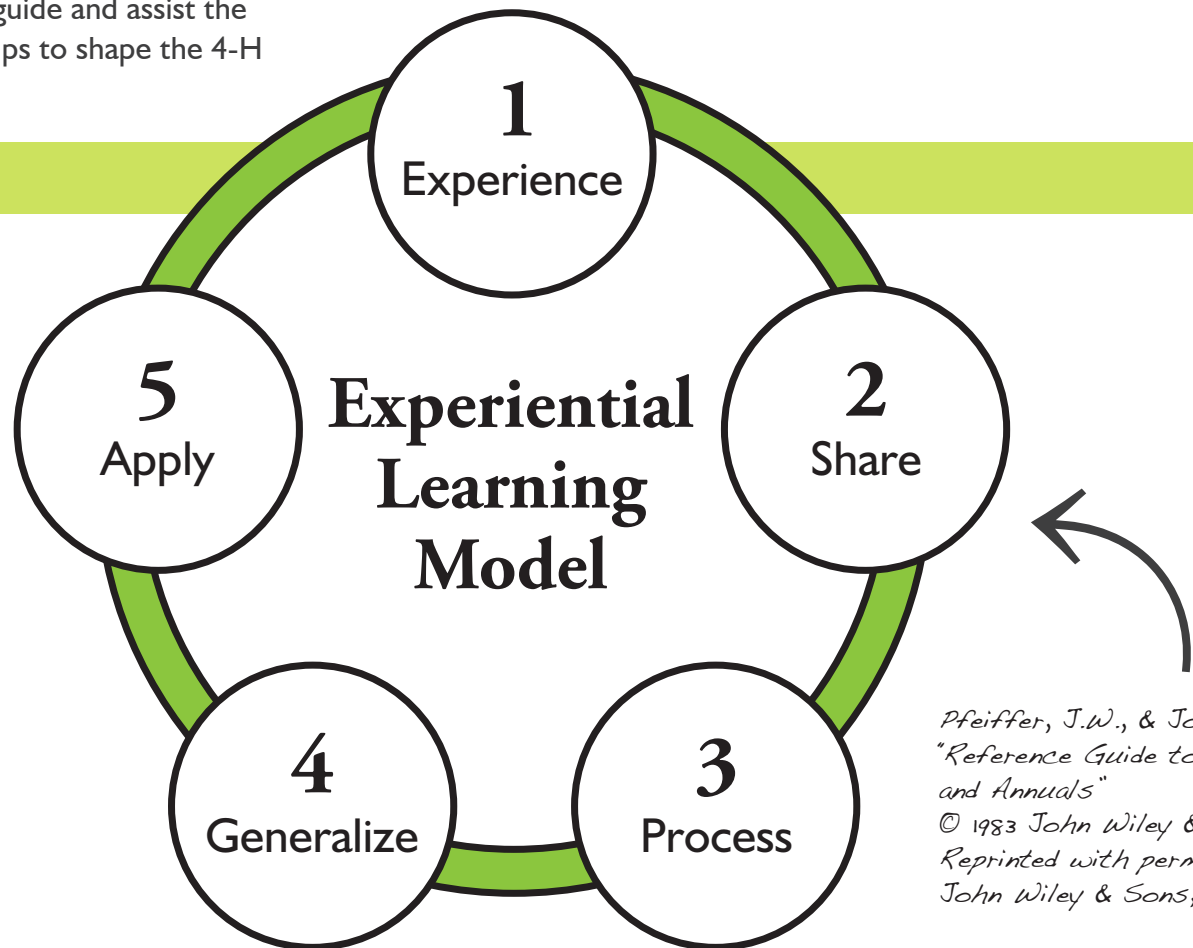 guide and assist the
ps to shape the 4-H
1
Experience
5
Apply
Experiential
Learning
Model
2
Share
4
Generalize
3
Process
Pfeiffer, J.W., & Jo
"Reference Guide to
and Annuals"
© 1983 John Wiley &
Reprinted with perm
John Wiley & Sons,